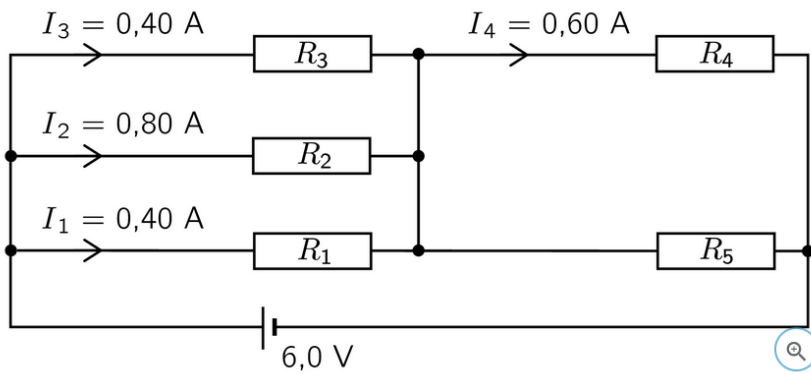 I₃ = 0,40 A
R₃
I₄ = 0,60 A
R₄
I₂ = 0,80 A
R₂
I₁ = 0,40 A
R₁
R₅
6,0 V